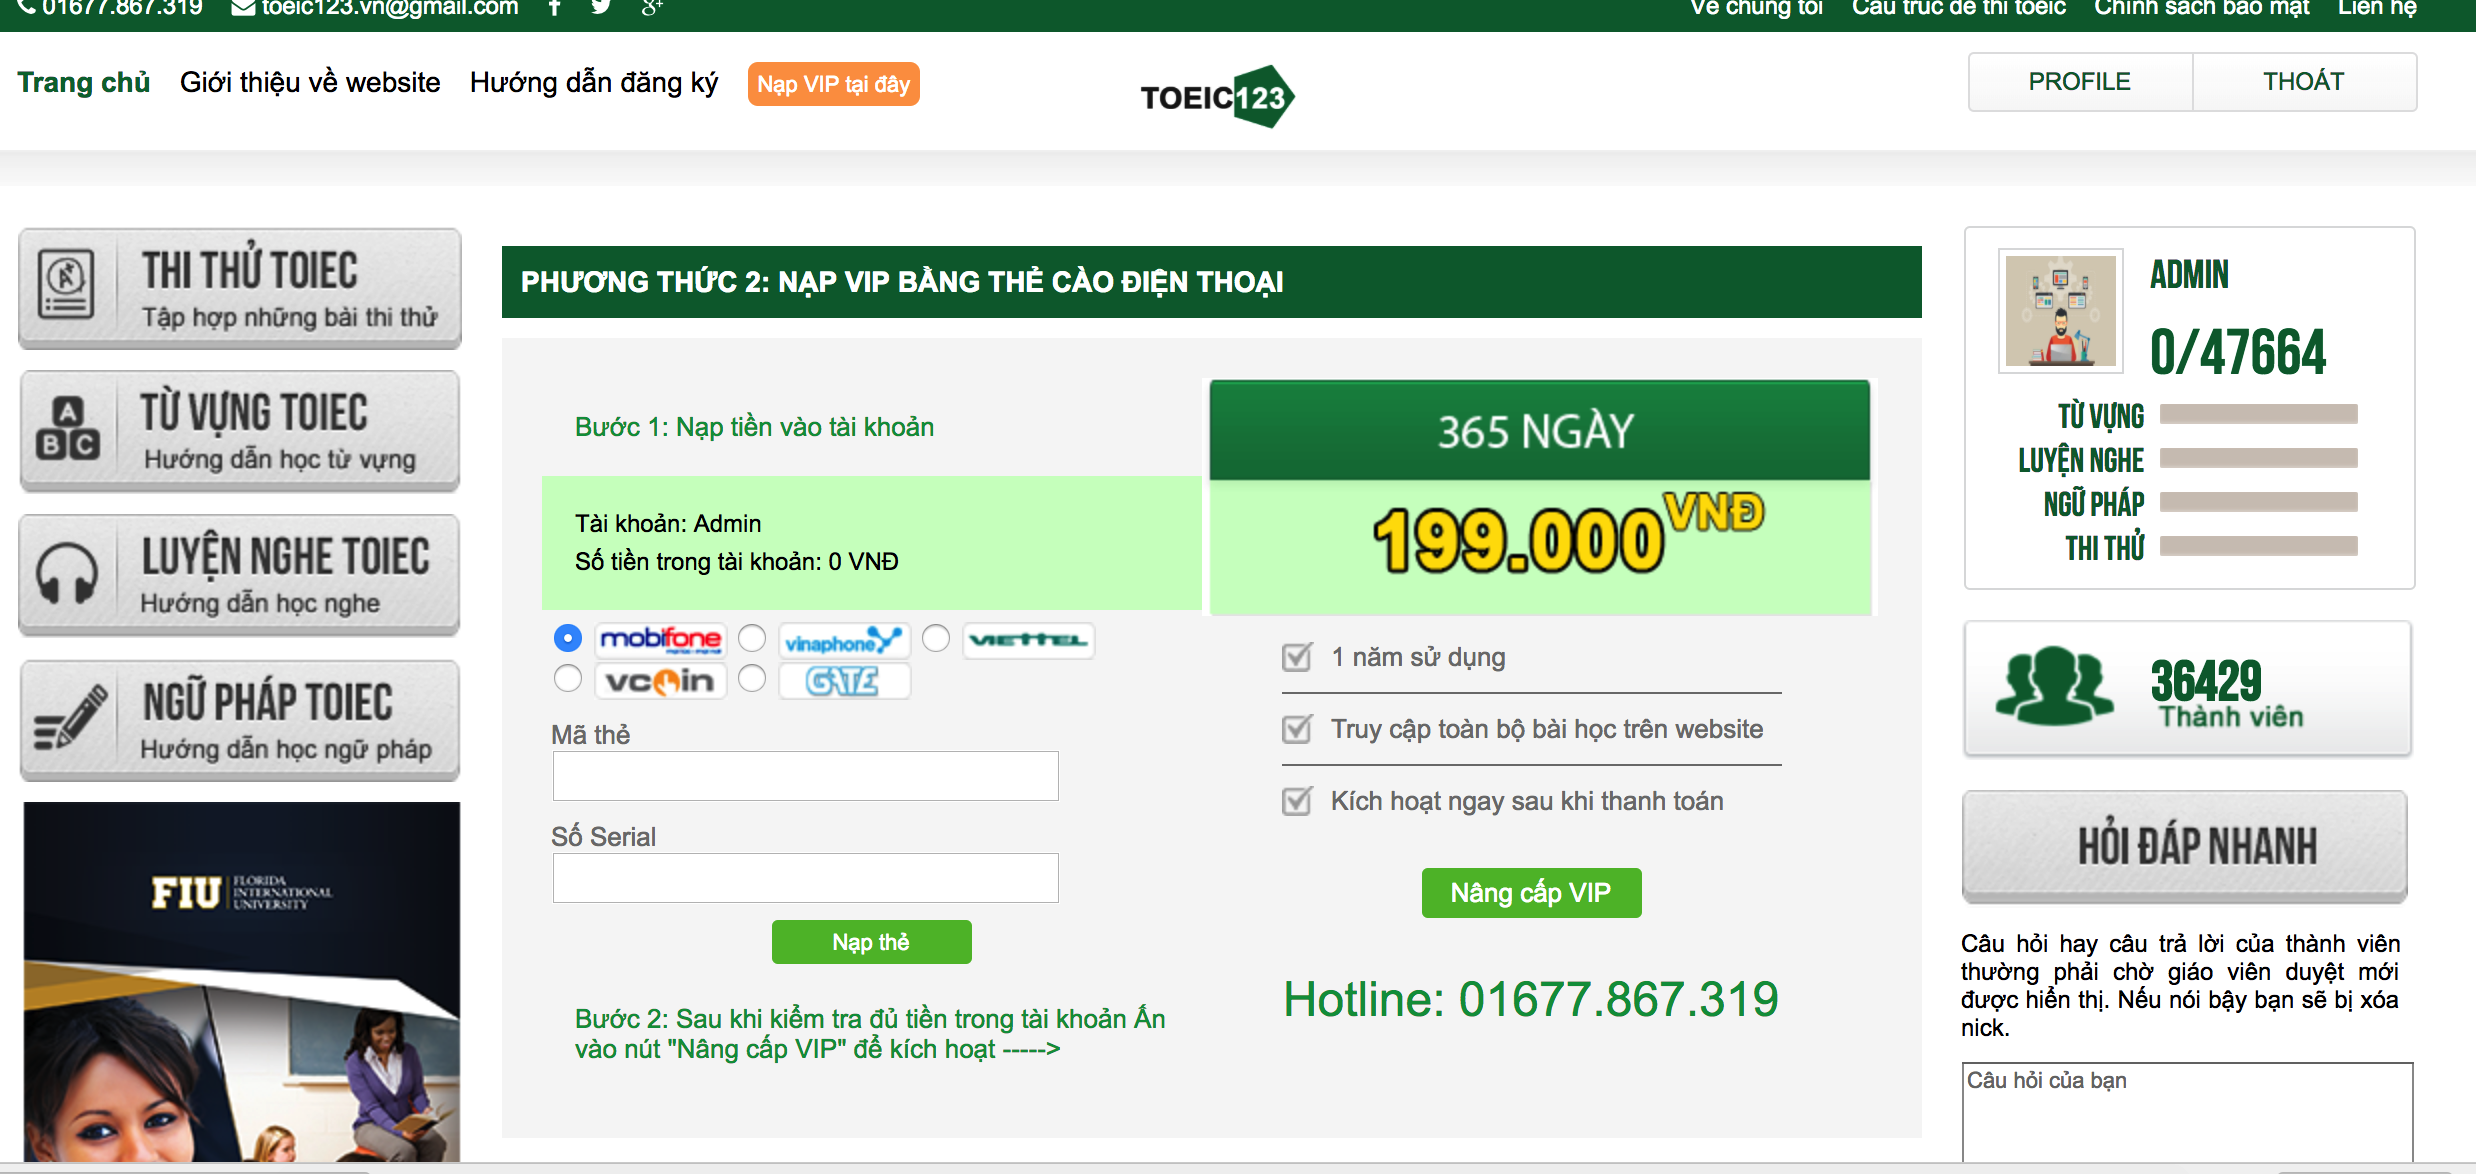 01677.867.319 toeic123.vn@gmail.com
Về chúng tôi Cấu trúc đề thi toeic Chính sách bảo mật Liên hệ
Trang chủ Giới thiệu về website Hướng dẫn đăng ký Nạp VIP tại đây
TOEIC123
PROFILE THOÁT
THI THỬ TOIEC
Tập hợp những bài thi thử
TỪ VỰNG TOIEC
Hướng dẫn học từ vựng
LUYỆN NGHE TOIEC
Hướng dẫn học nghe
NGỮ PHÁP TOIEC
Hướng dẫn học ngữ pháp
FIU FLORIDA
INTERNATIONAL
UNIVERSITY
PHƯƠNG THỨC 2: NẠP VIP BẰNG THẺ CÀO ĐIỆN THOẠI
Bước 1: Nạp tiền vào tài khoản
Tài khoản: Admin
Số tiền trong tài khoản: 0 VNĐ
mobifone vinaphone VIETTEL
vcoin GATE
Mã thẻ
Số Serial
Nạp thẻ
Bước 2: Sau khi kiểm tra đủ tiền trong tài khoản Ấn
vào nút "Nâng cấp VIP" để kích hoạt ----->
365 NGÀY
199.000 VNĐ
1 năm sử dụng
Truy cập toàn bộ bài học trên website
Kích hoạt ngay sau khi thanh toán
Nâng cấp VIP
Hotline: 01677.867.319
ADMIN
0/47664
TỪ VỰNG
LUYỆN NGHE
NGỮ PHÁP
THI THỬ
36429
Thành viên
HỎI ĐÁP NHANH
Câu hỏi hay câu trả lời của thành viên
thường phải chờ giáo viên duyệt mới
được hiển thị. Nếu nói bậy bạn sẽ bị xóa
nick.
Câu hỏi của bạn